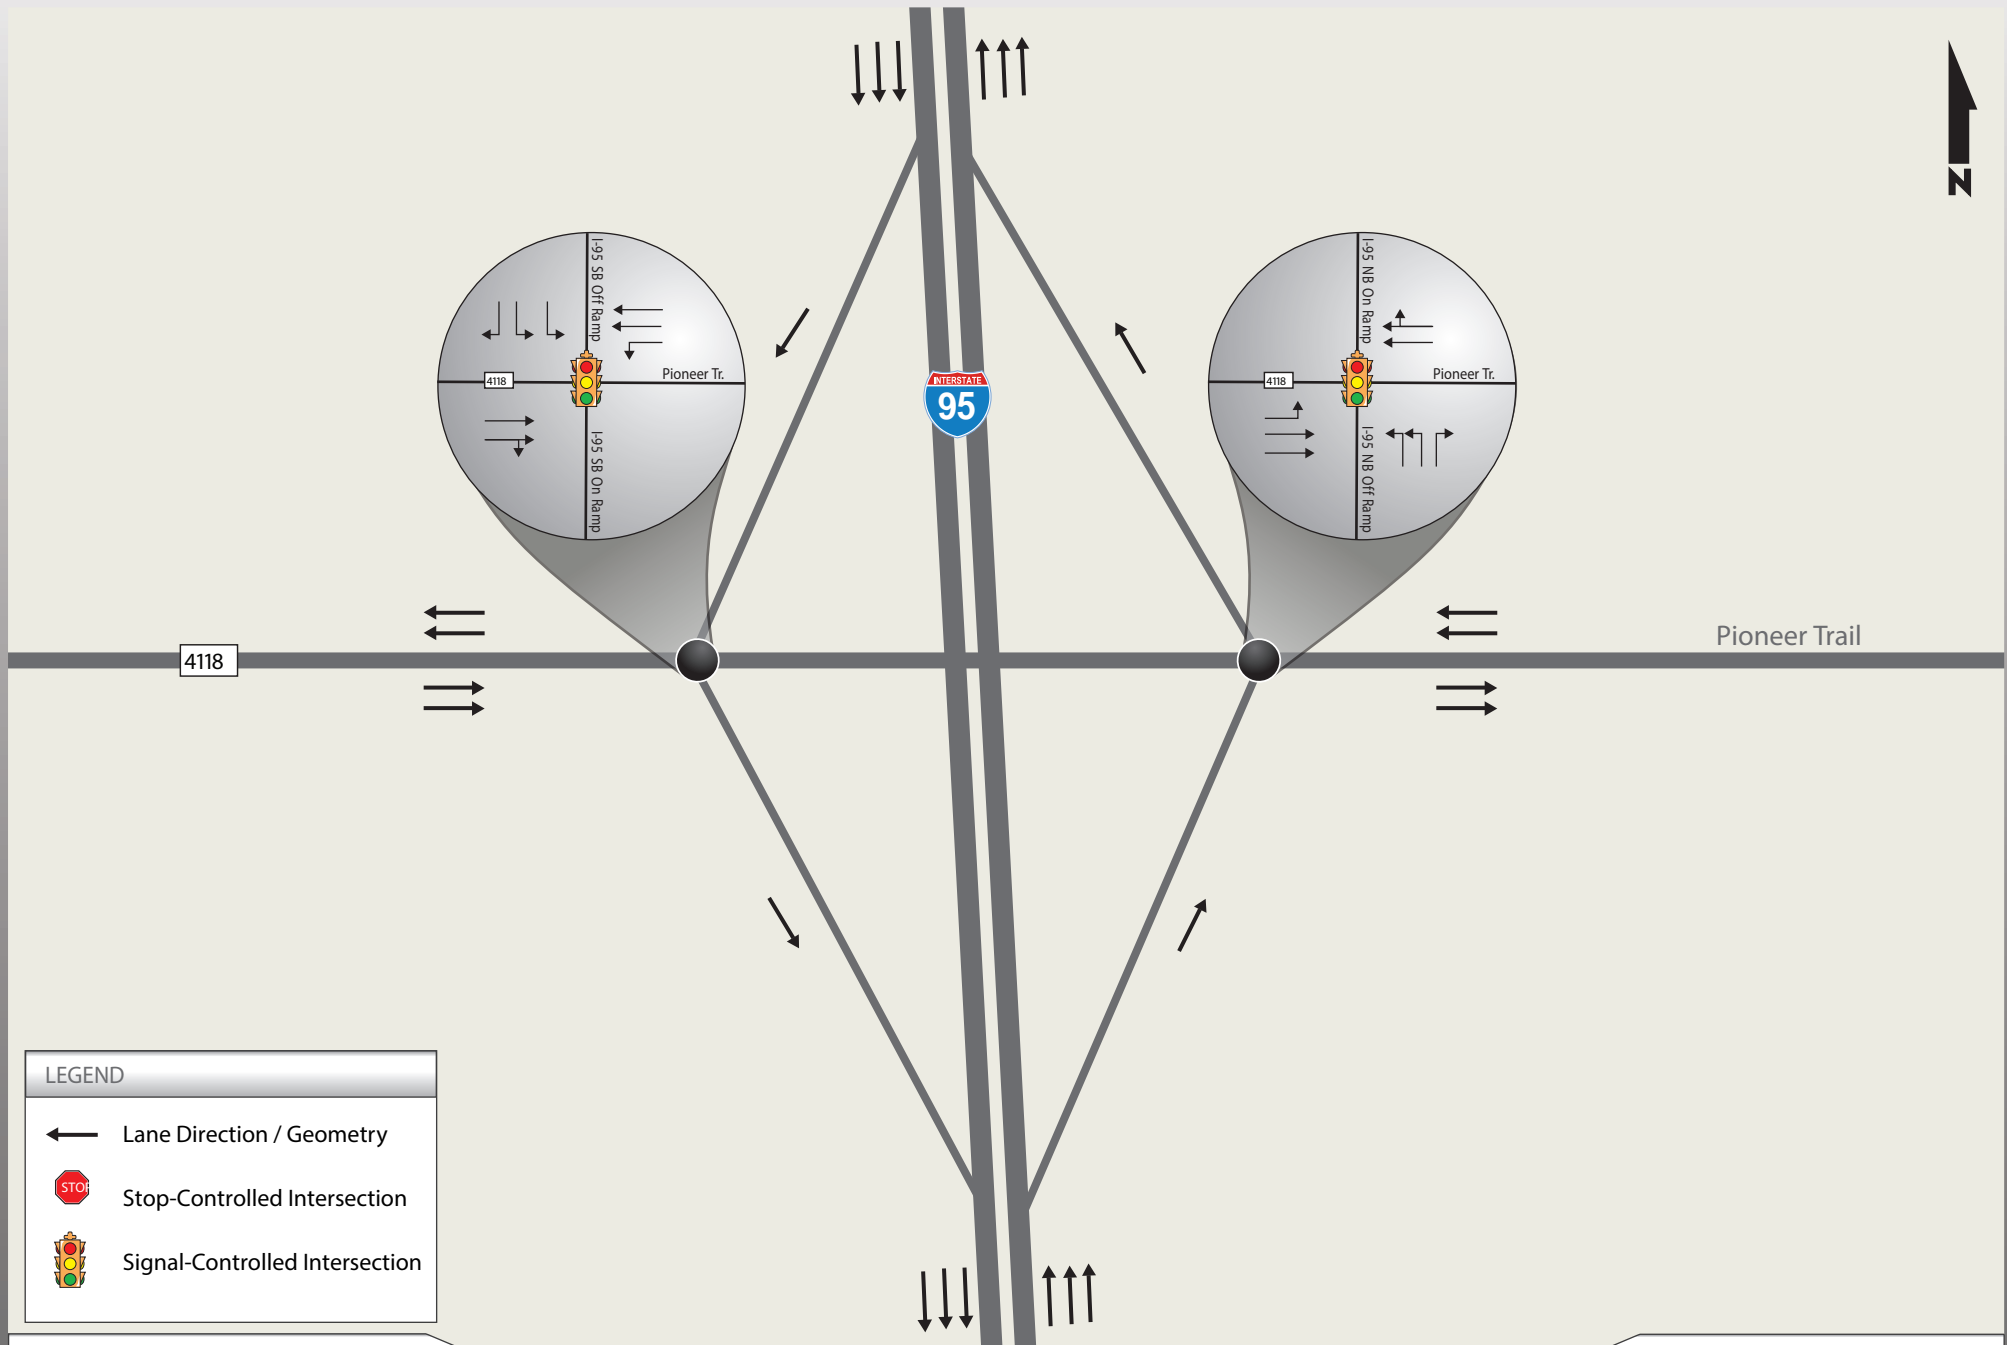 N
I-95 SB Off Ramp
4118
Pioneer Tr.
I-95 SB On Ramp
I-95 NB On Ramp
4118
Pioneer Tr.
I-95 NB Off Ramp
INTERSTATE
95
4118
Pioneer Trail
LEGEND
Lane Direction / Geometry
STOP
Stop-Controlled Intersection
Signal-Controlled Intersection